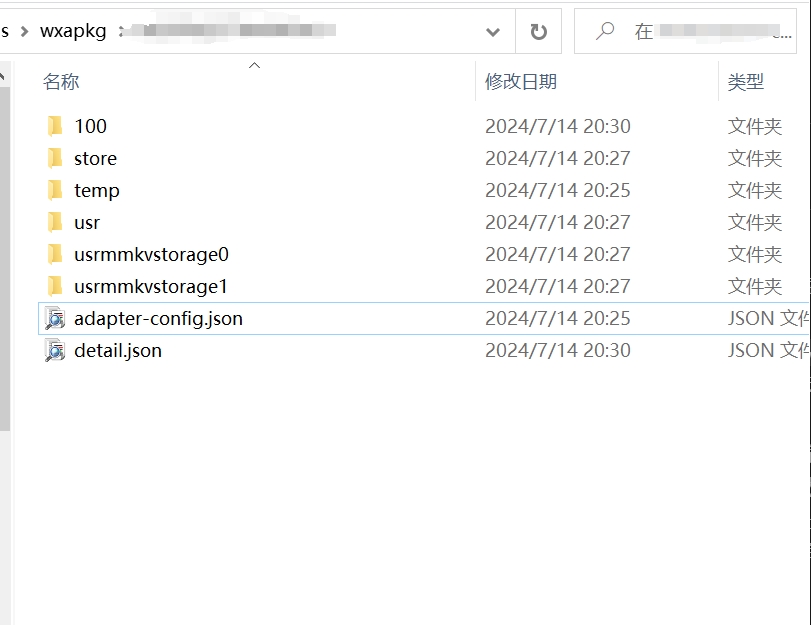 s > wxapkg >
在 ...
名称 修改日期 类型
100 2024/7/14 20:30 文件夹
store 2024/7/14 20:27 文件夹
temp 2024/7/14 20:25 文件夹
usr 2024/7/14 20:27 文件夹
usrmmkvstorage0 2024/7/14 20:27 文件夹
usrmmkvstorage1 2024/7/14 20:27 文件夹
adapter-config.json 2024/7/14 20:25 JSON 文件
detail.json 2024/7/14 20:30 JSON 文件